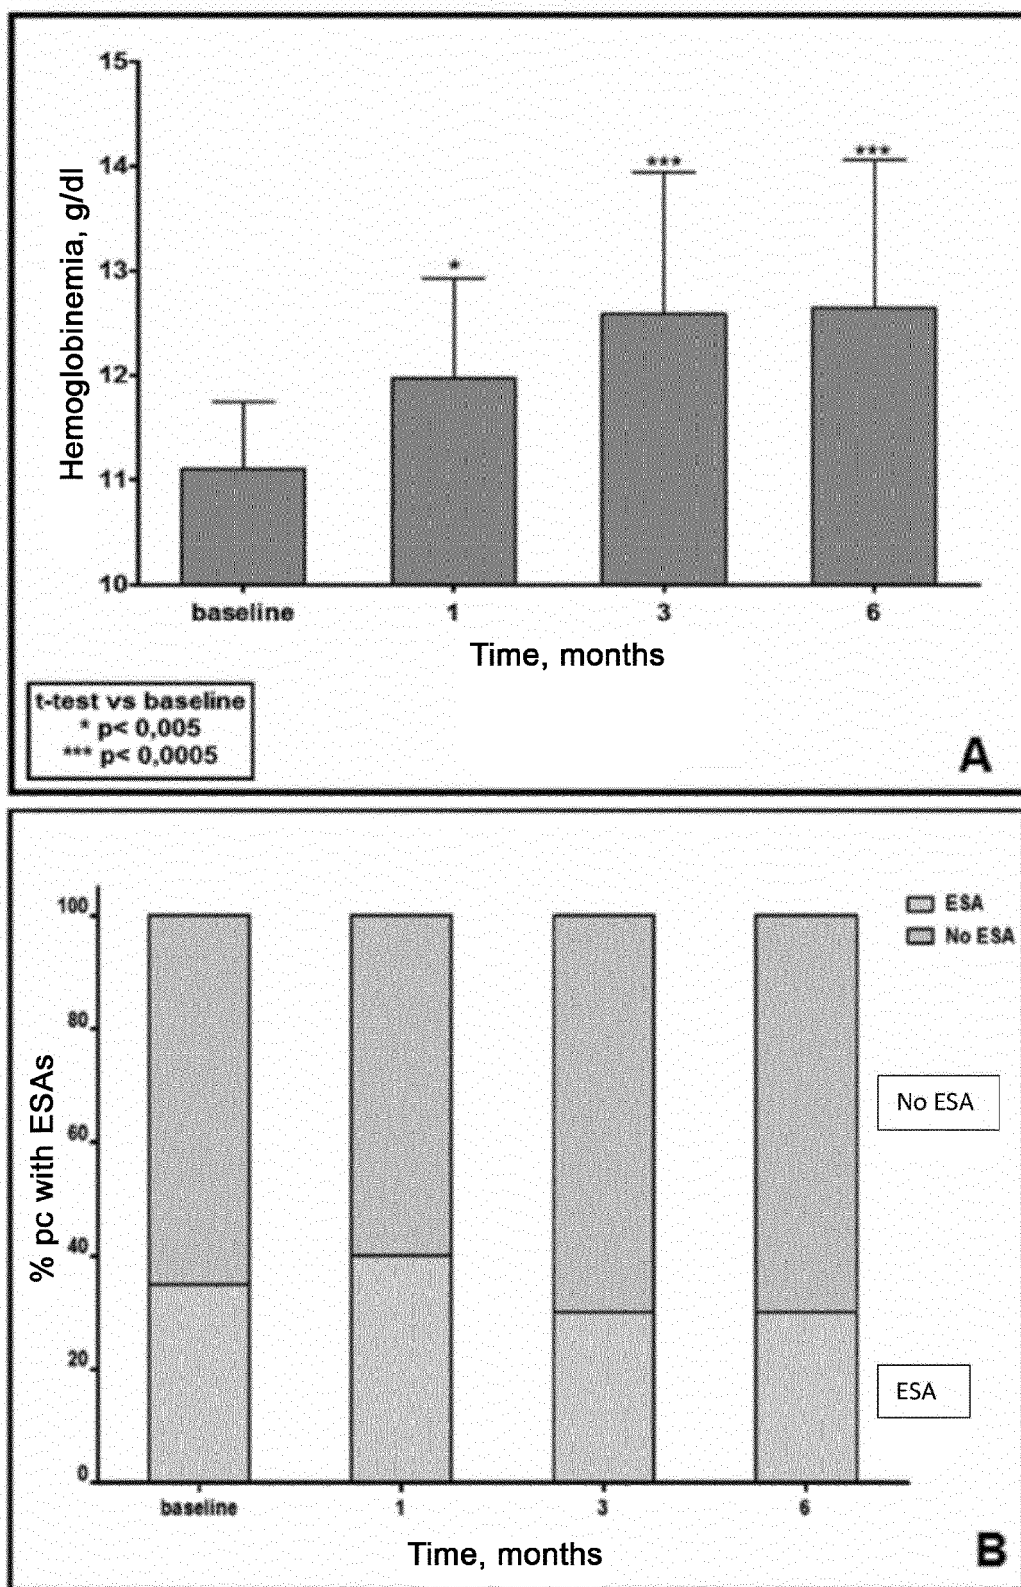 15
14
13
12
11
10
Hemoglobinemia, g/dl
*
***
***
baseline 1 3 6
Time, months
t-test vs baseline
* p< 0,005
*** p< 0,0005
A
100
80
60
40
20
0
% pc with ESAs
ESA
No ESA
No ESA
ESA
baseline 1 3 6
Time, months
B